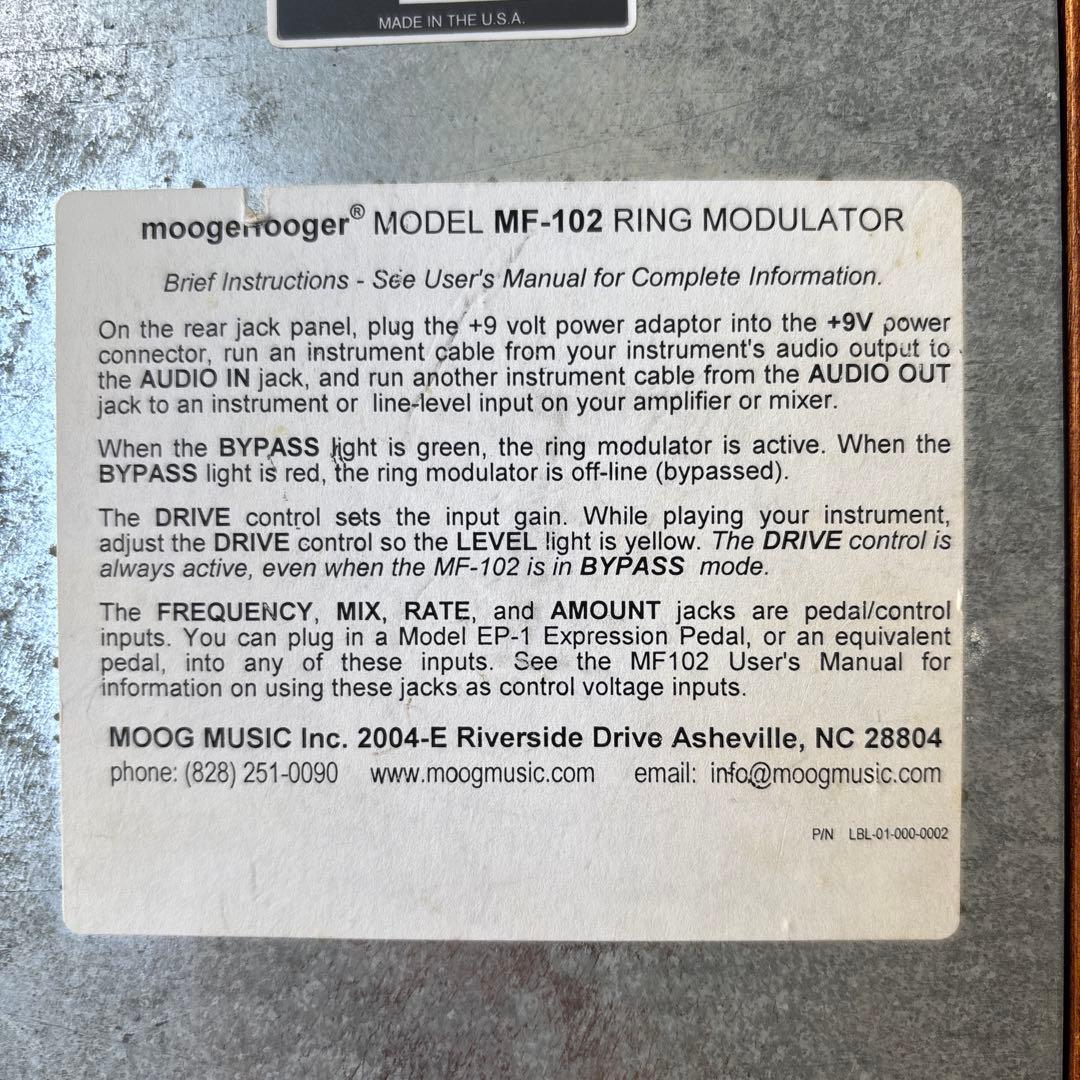 MADE IN THE U.S.A.
moogerfooger® MODEL MF-102 RING MODULATOR
Brief Instructions - See User's Manual for Complete Information.
On the rear jack panel, plug the +9 volt power adaptor into the +9V power
connector, run an instrument cable from your instrument's audio output to
the AUDIO IN jack, and run another instrument cable from the AUDIO OUT
jack to an instrument or line-level input on your amplifier or mixer.
When the BYPASS light is green, the ring modulator is active. When the
BYPASS light is red, the ring modulator is off-line (bypassed).
The DRIVE control sets the input gain. While playing your instrument,
adjust the DRIVE control so the LEVEL light is yellow. The DRIVE control is
always active, even when the MF-102 is in BYPASS mode.
The FREQUENCY, MIX, RATE, and AMOUNT jacks are pedal/control
inputs. You can plug in a Model EP-1 Expression Pedal, or an equivalent
pedal, into any of these inputs. See the MF102 User's Manual for
information on using these jacks as control voltage inputs.
MOOG MUSIC Inc. 2004-E Riverside Drive Asheville, NC 28804
phone: (828) 251-0090 www.moogmusic.com email: info@moogmusic.com
P/N LBL-01-000-0002